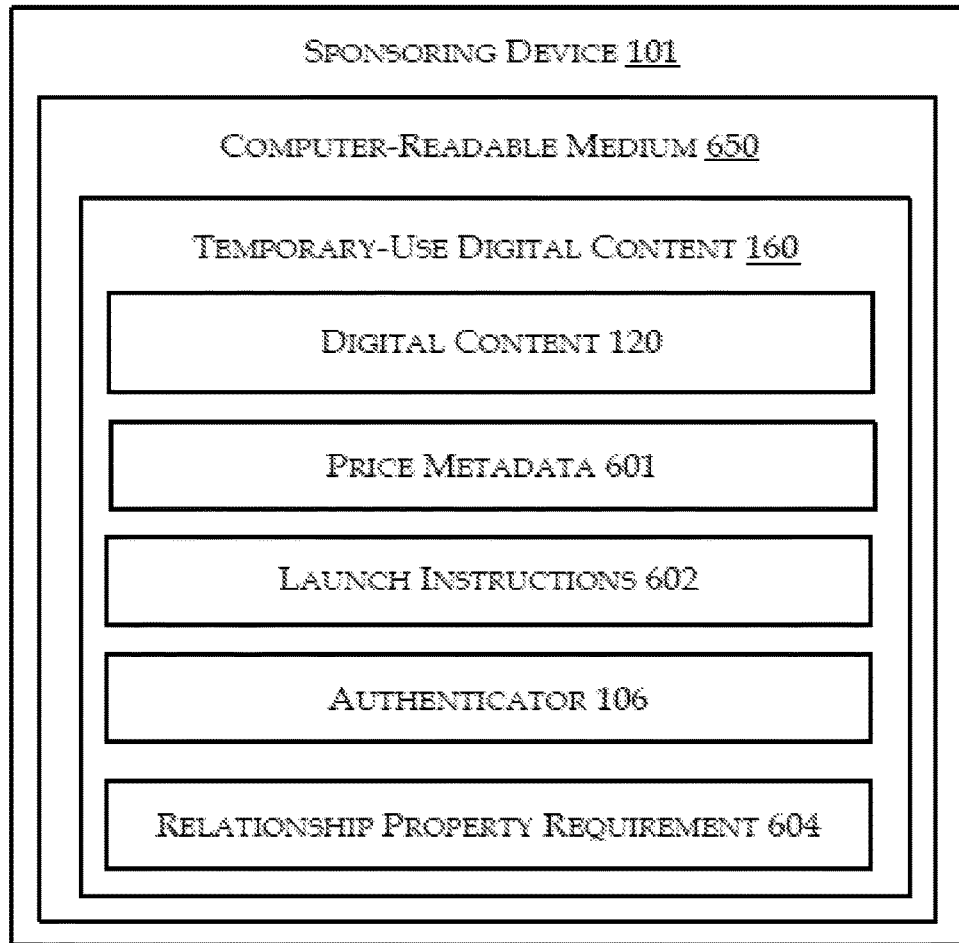 SPONSORING DEVICE 101
COMPUTER-READABLE MEDIUM 650
TEMPORARY-USE DIGITAL CONTENT 160
DIGITAL CONTENT 120
PRICE METADATA 601
LAUNCH INSTRUCTIONS 602
AUTHENTICATOR 106
RELATIONSHIP PROPERTY REQUIREMENT 604